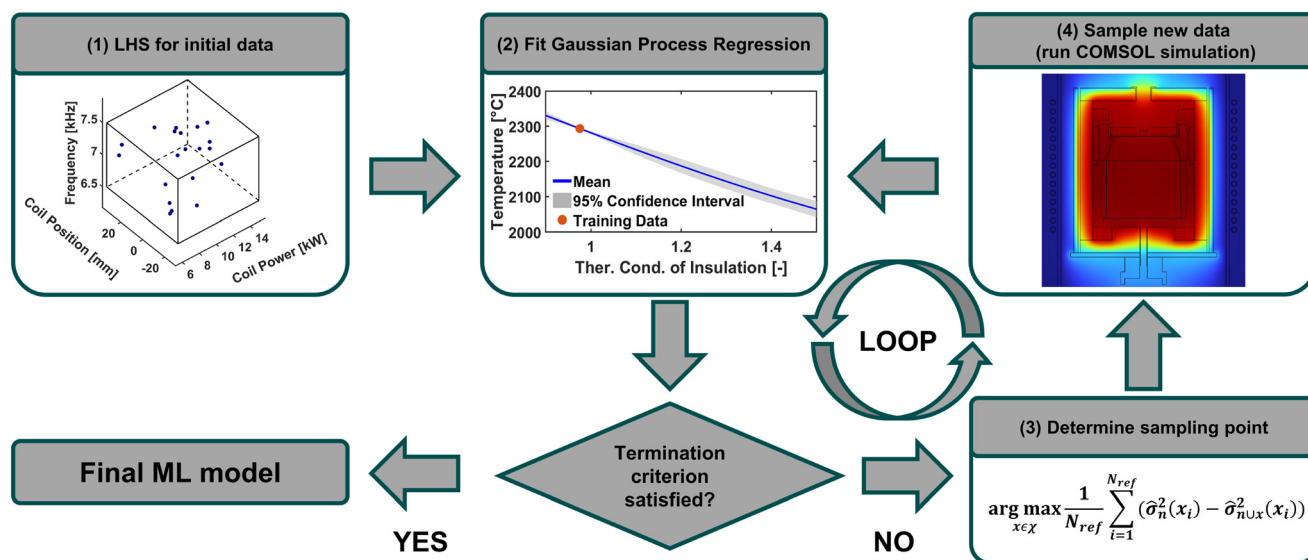 (1) LHS for initial data
7.5
7
6.5
Frequency [kHz]
20
0
-20
Coil Position [mm]
6
8
10
12
14
Coil Power [kW]
(2) Fit Gaussian Process Regression
2400
2300
2200
2100
2000
Temperature [°C]
Mean
95% Confidence Interval
Training Data
1
1.2
1.4
Ther. Cond. of Insulation [-]
(4) Sample new data
(run COMSOL simulation)
LOOP
Final ML model
YES
Termination
criterion
satisfied?
NO
(3) Determine sampling point
arg max 1/N_ref ∑ (σ̂²_n(x_i) − σ̂²_{n∪x}(x_i))
x∈χ i=1 N_ref